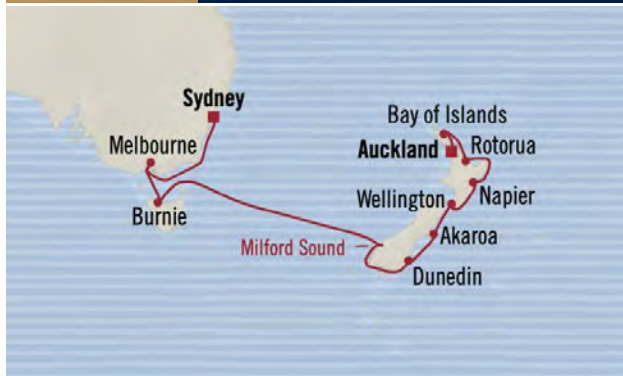 Sydney
Bay of Islands
Melbourne
Auckland
Rotorua
Wellington
Napier
Burnie
Akaroa
Milford Sound
Dunedin